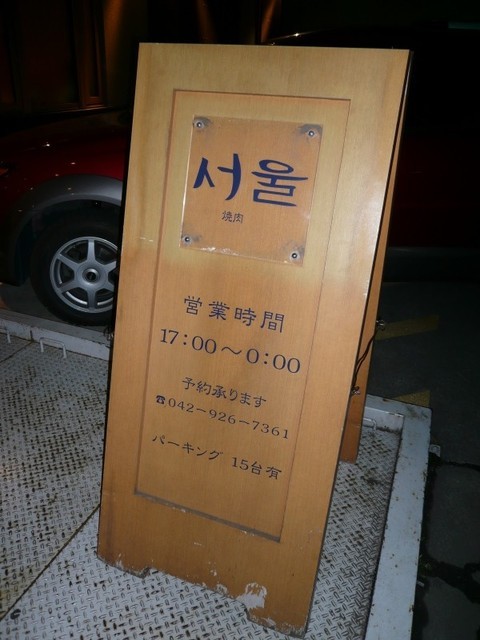 서울
焼肉
営業時間
17:00～0:00
予約承ります
☎042-926-7361
パーキング 15台有